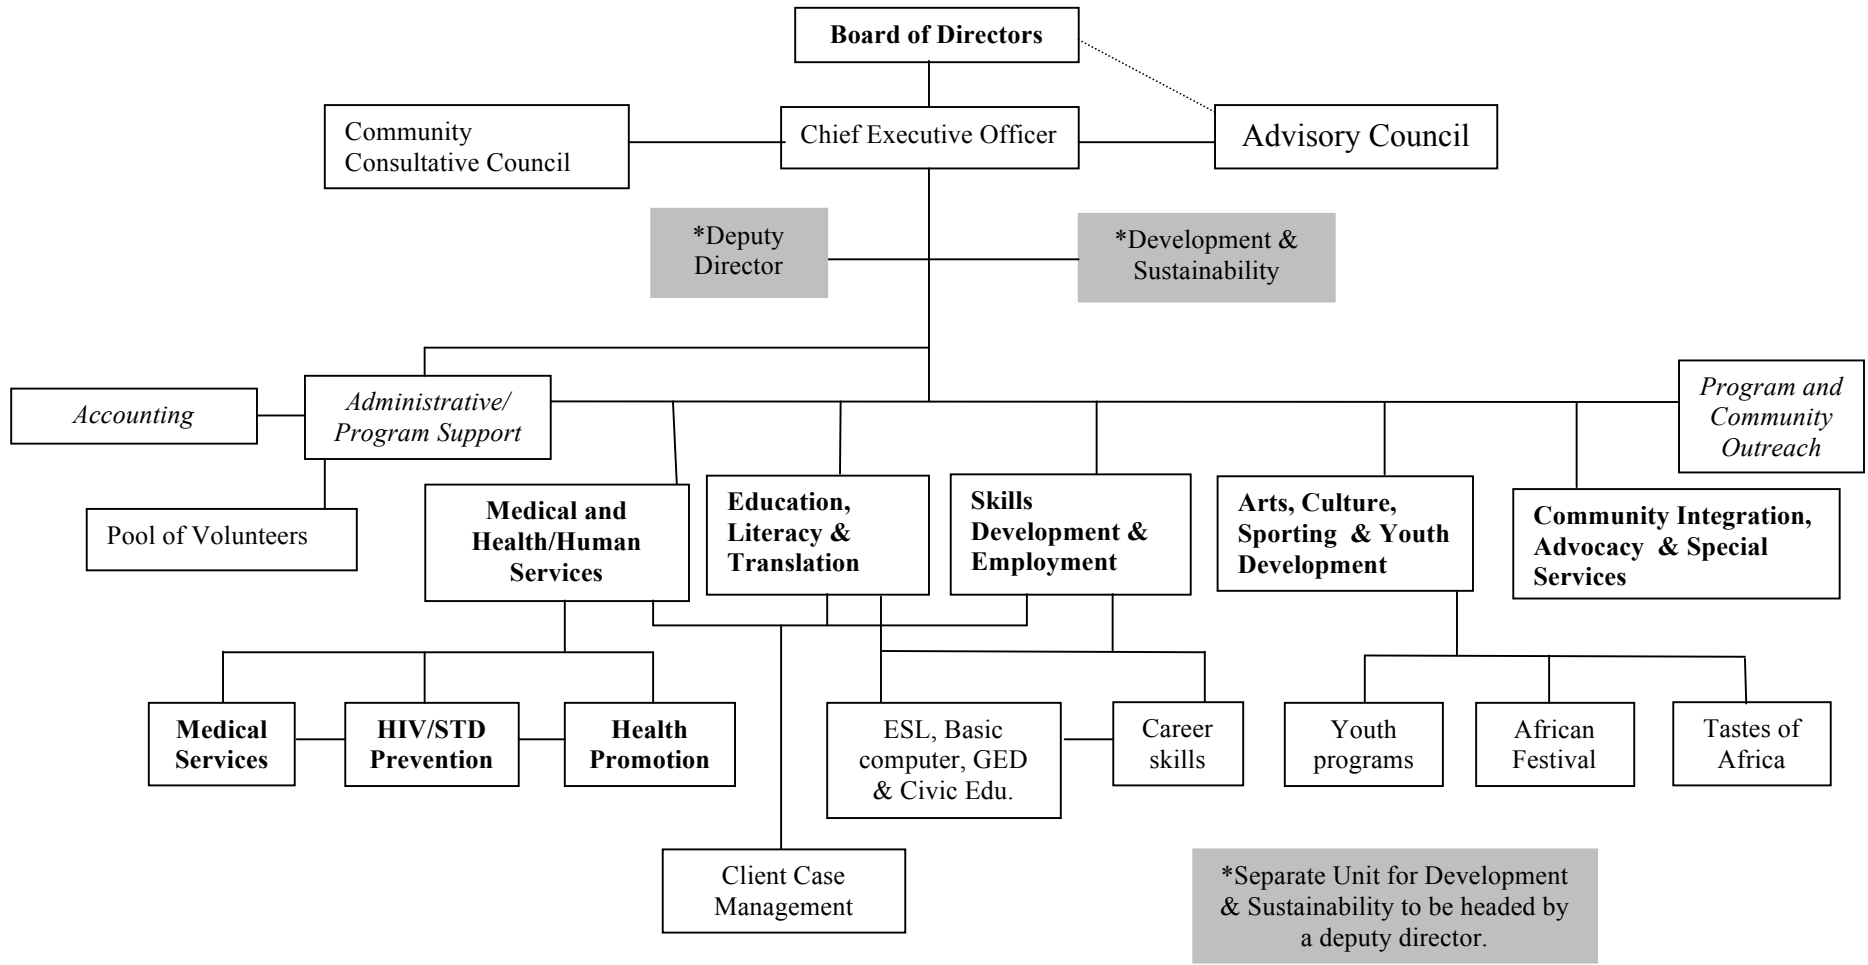 Board of Directors
Community
Consultative Council
Chief Executive Officer
Advisory Council
*Deputy
Director
*Development &
Sustainability
Accounting
Administrative/
Program Support
Program and
Community
Outreach
Pool of Volunteers
Medical and
Health/Human
Services
Education,
Literacy &
Translation
Skills
Development &
Employment
Arts, Culture,
Sporting & Youth
Development
Community Integration,
Advocacy & Special
Services
Medical
Services
HIV/STD
Prevention
Health
Promotion
ESL, Basic
computer, GED
& Civic Edu.
Career
skills
Youth
programs
African
Festival
Tastes of
Africa
Client Case
Management
*Separate Unit for Development
& Sustainability to be headed by
a deputy director.